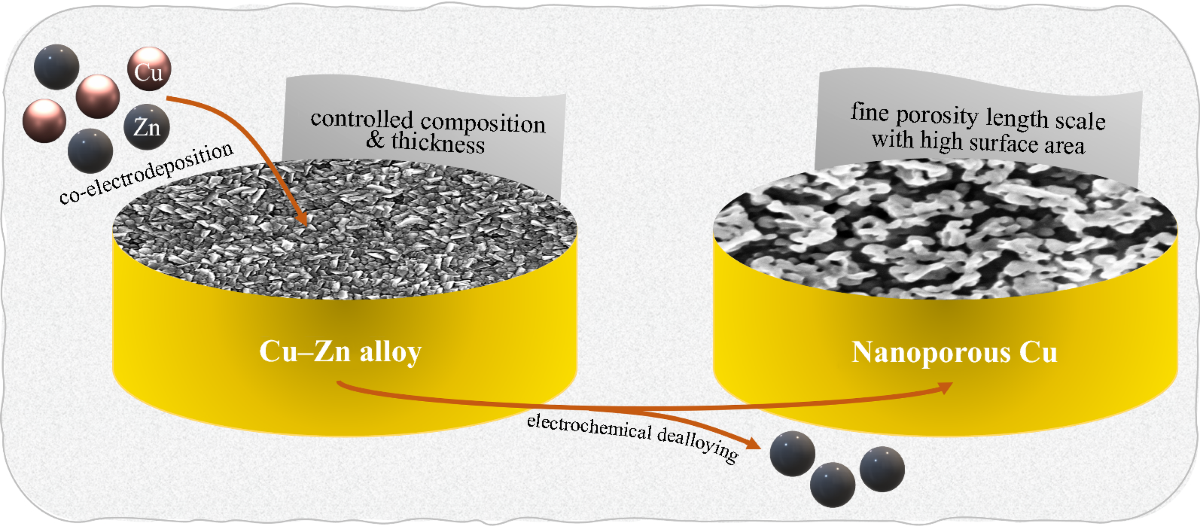 Cu
Zn
co-electrodeposition
controlled composition
& thickness
Cu–Zn alloy
fine porosity length scale
with high surface area
Nanoporous Cu
electrochemical dealloying